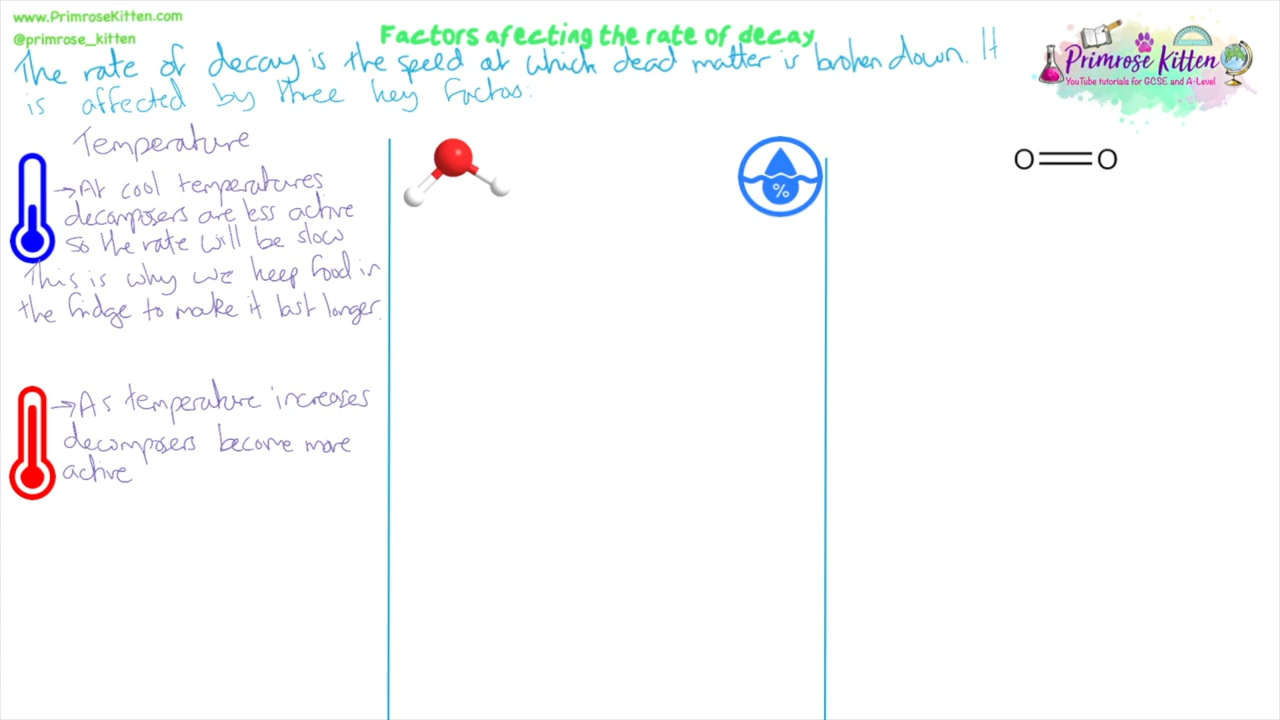 www.PrimroseKitten.com
@primrose_kitten
Factors afecting the rate of decay
Primrose Kitten
YouTube tutorials for GCSE and A-Level
The rate of decay is the speed at which dead matter is broken down. It
is affected by three key factos.
Temperature
→At cool temperatures
decomposers are less active
so the rate will be slow
This is why we keep food in
the fridge to make it last longer.
→As temperature increases
decomposers become more
active
%
O=O